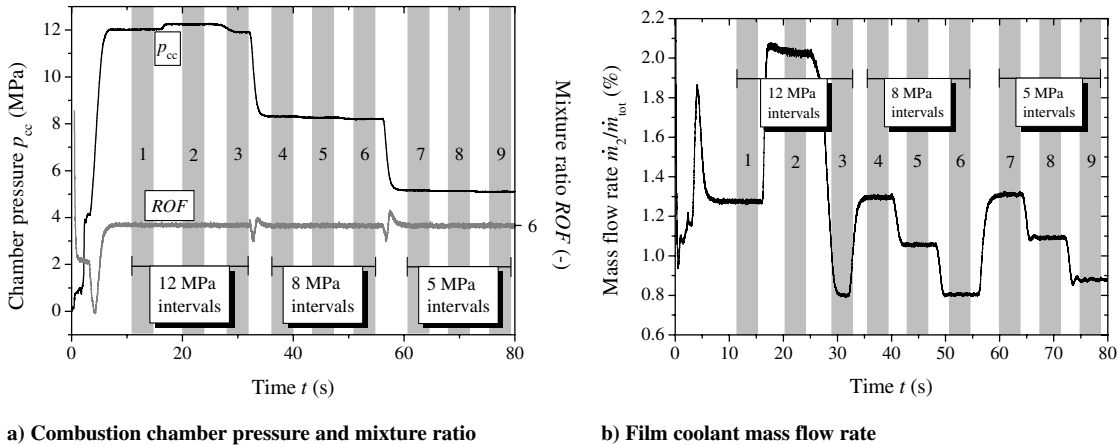 Chamber pressure p_cc (MPa)
12
10
8
6
4
2
0
p_cc
1
2
3
4
5
6
7
8
9
ROF
12 MPa
intervals
8 MPa
intervals
5 MPa
intervals
6
Mixture ratio ROF (-)
0
20
40
60
80
Time t (s)
a) Combustion chamber pressure and mixture ratio
Mass flow rate ṁ_2/ṁ_tot (%)
2.0
1.8
1.6
1.4
1.2
1.0
0.8
0.6
12 MPa
intervals
8 MPa
intervals
5 MPa
intervals
1
2
3
4
5
6
7
8
9
0
10
20
30
40
50
60
70
80
Time t (s)
b) Film coolant mass flow rate